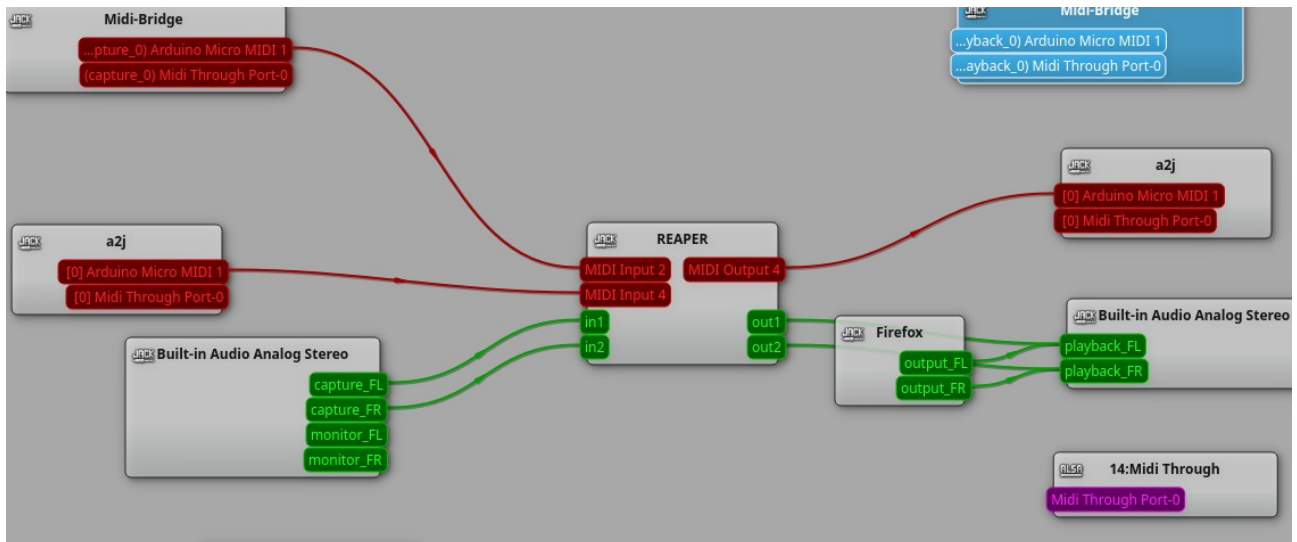 JACK
Midi-Bridge
...pture_0) Arduino Micro MIDI 1
(capture_0) Midi Through Port-0
JACK
Midi-Bridge
...yback_0) Arduino Micro MIDI 1
...ayback_0) Midi Through Port-0
JACK
a2j
[0] Arduino Micro MIDI 1
[0] Midi Through Port-0
JACK
a2j
[0] Arduino Micro MIDI 1
[0] Midi Through Port-0
JACK
REAPER
MIDI Input 2
MIDI Output 4
MIDI Input 4
in1
out1
in2
out2
JACK
Built-in Audio Analog Stereo
capture_FL
capture_FR
monitor_FL
monitor_FR
JACK
Firefox
output_FL
output_FR
JACK
Built-in Audio Analog Stereo
playback_FL
playback_FR
ALSA
14:Midi Through
Midi Through Port-0